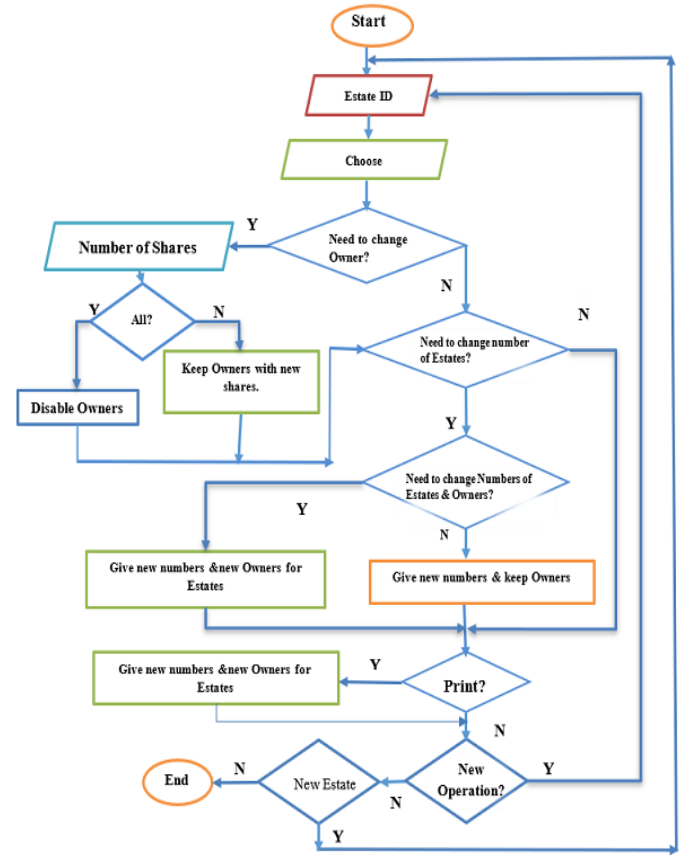 Start
Estate ID
Choose
Need to change
Owner?
Y
Number of Shares
N
N
All?
Y
N
Need to change number
of Estates?
Keep Owners with new
shares.
Disable Owners
Y
Need to change Numbers of
Estates & Owners?
Y
N
Give new numbers &new Owners for
Estates
Give new numbers & keep Owners
Give new numbers &new Owners for
Estates
Y
Print?
N
New
Operation?
Y
N
New Estate
N
End
Y